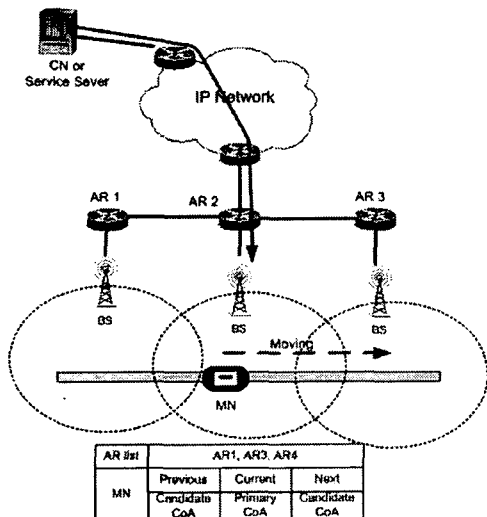 CN or
Service Sever
IP Network
AR 1
AR 2
AR 3
BS
BS
BS
Moving
MN
AR list AR1, AR3, AR4
MN Previous Current Next
Candidate CoA Primary CoA Candidate CoA